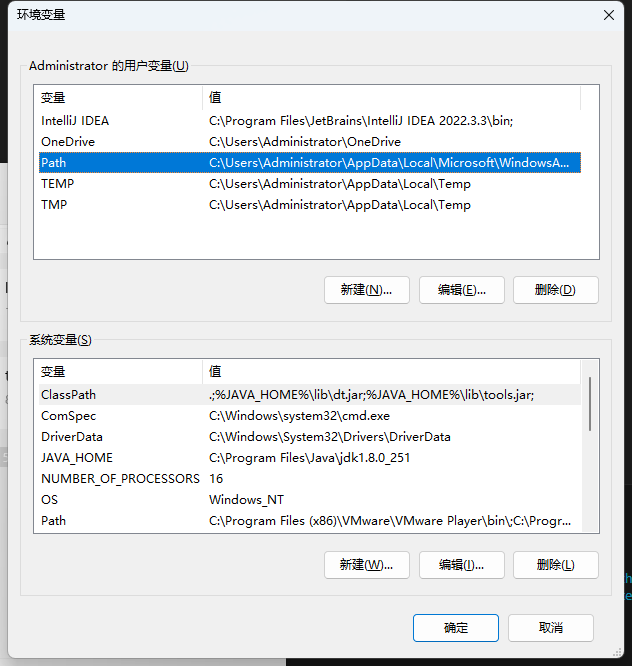 环境变量
Administrator 的用户变量(U)
变量 值
IntelliJ IDEA C:\Program Files\JetBrains\IntelliJ IDEA 2022.3.3\bin;
OneDrive C:\Users\Administrator\OneDrive
Path C:\Users\Administrator\AppData\Local\Microsoft\WindowsA...
TEMP C:\Users\Administrator\AppData\Local\Temp
TMP C:\Users\Administrator\AppData\Local\Temp
新建(N)... 编辑(E)... 删除(D)
系统变量(S)
变量 值
ClassPath .;%JAVA_HOME%\lib\dt.jar;%JAVA_HOME%\lib\tools.jar;
ComSpec C:\Windows\system32\cmd.exe
DriverData C:\Windows\System32\Drivers\DriverData
JAVA_HOME C:\Program Files\Java\jdk1.8.0_251
NUMBER_OF_PROCESSORS 16
OS Windows_NT
Path C:\Program Files (x86)\VMware\VMware Player\bin\;C:\Progr...
新建(W)... 编辑(I)... 删除(L)
确定 取消